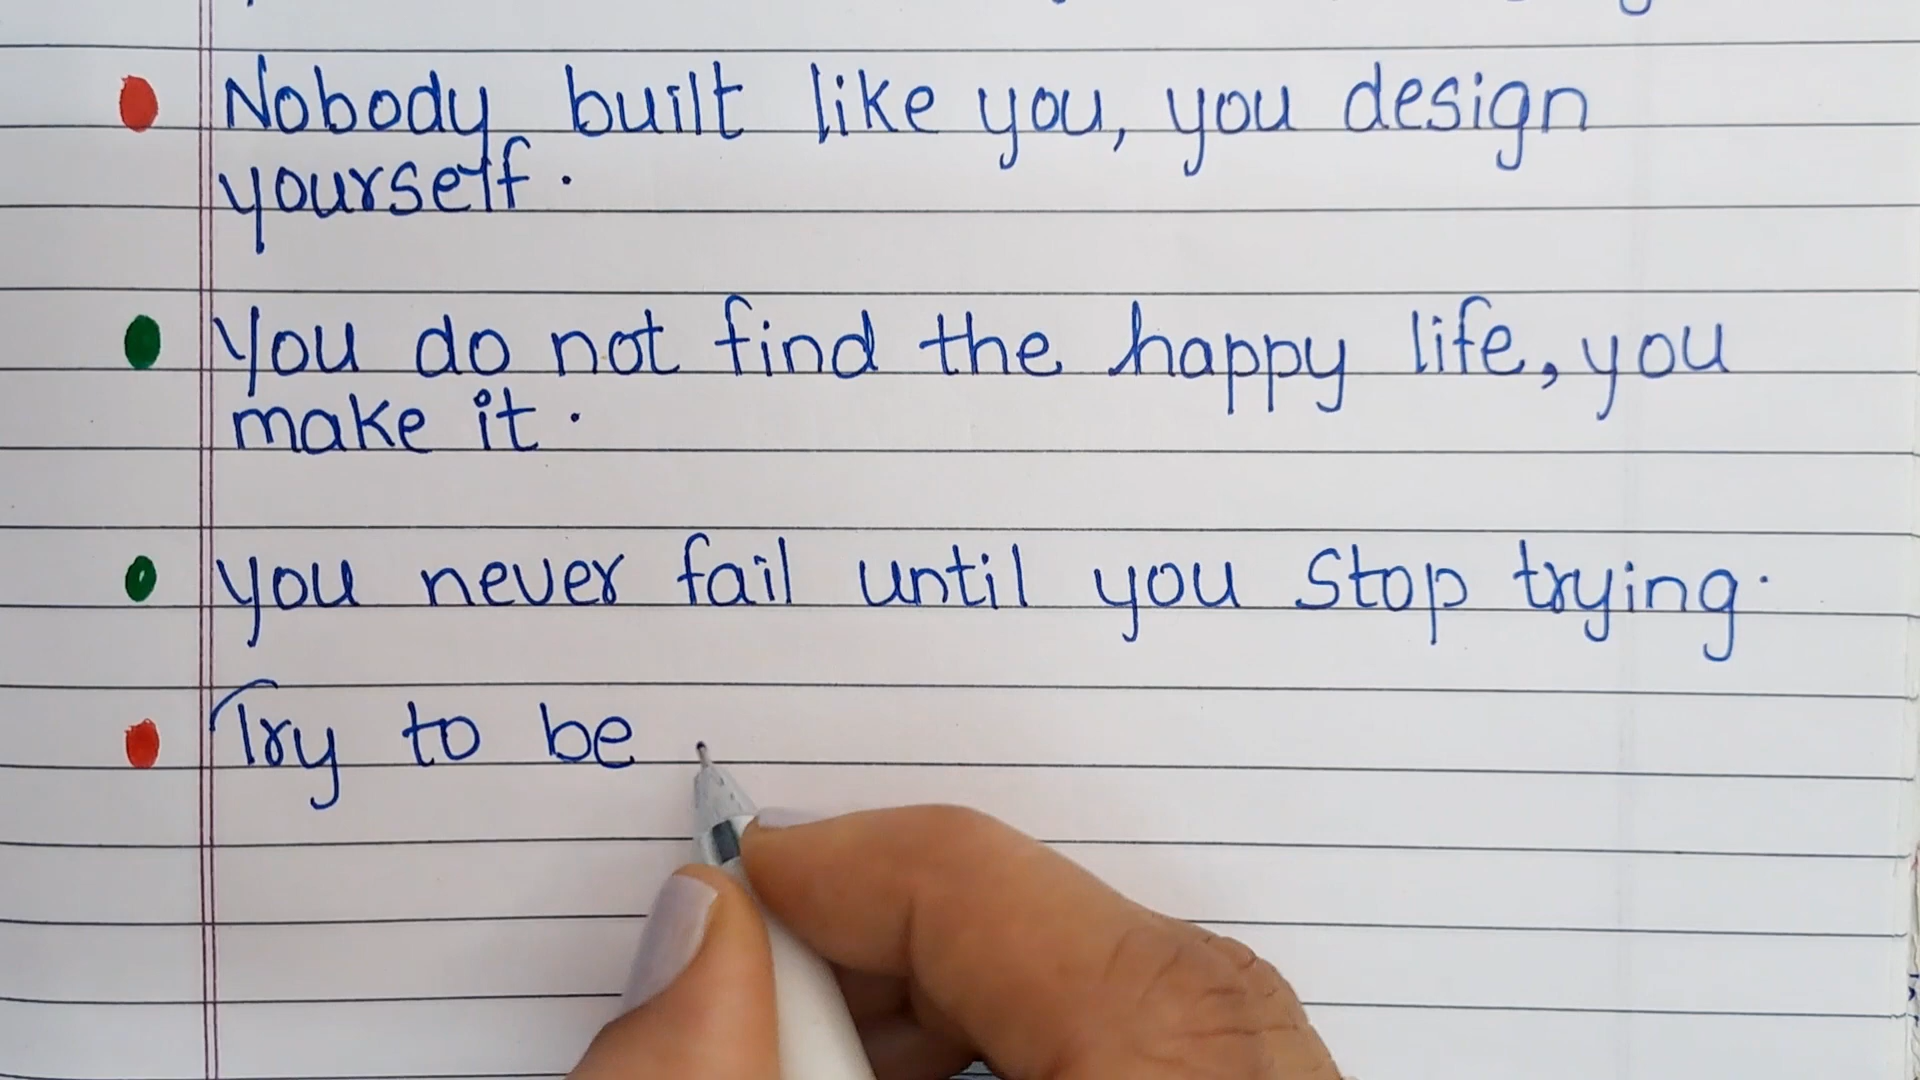 Nobody built like you, you design
yourself.
You do not find the happy life, you
make it.
you never fail until you stop trying.
Try to be